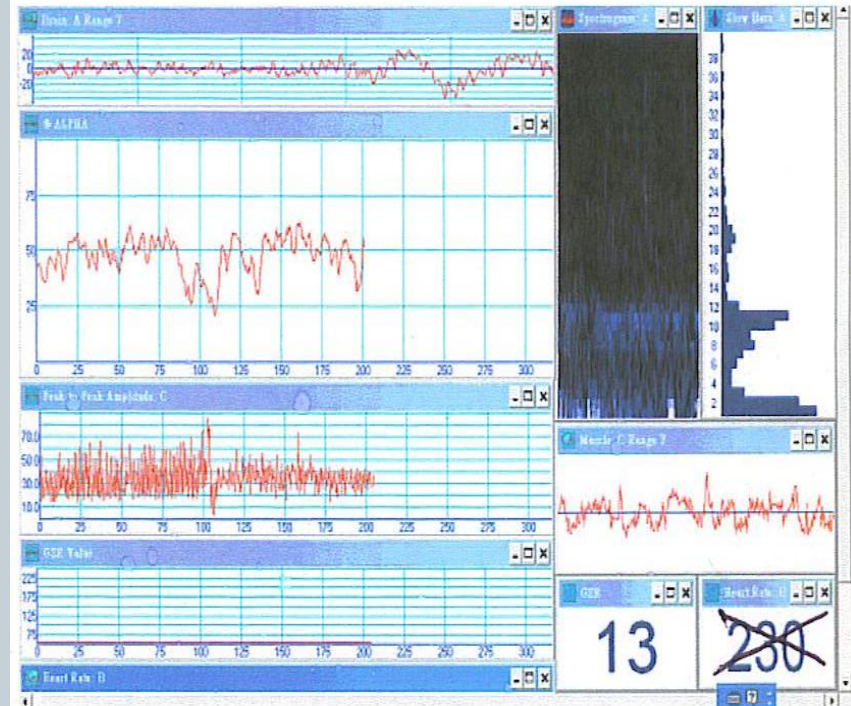 Brain: A Range 7
20
0
-20
% ALPHA
75
50
25
0 25 50 75 100 125 150 175 200 225 250 275 300
Peak to Peak Amplitude: C
70.0
50.0
30.0
10.0
0 25 50 75 100 125 150 175 200 225 250 275 300
GSR Value
225
175
125
75
0 25 50 75 100 125 150 175 200 225 250 275 300
Heart Rate: B
Spectrogram: A
38
36
34
32
30
28
26
24
22
20
18
16
14
12
10
8
6
4
2
Muscle: C Range 7
GSR
13
Heart Rate:
230